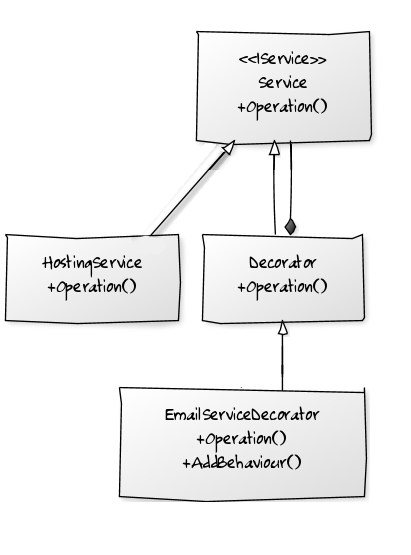 <<IService>>
Service
+Operation()
HostingService
+Operation()
Decorator
+Operation()
EmailServiceDecorator
+Operation()
+AddBehaviour()